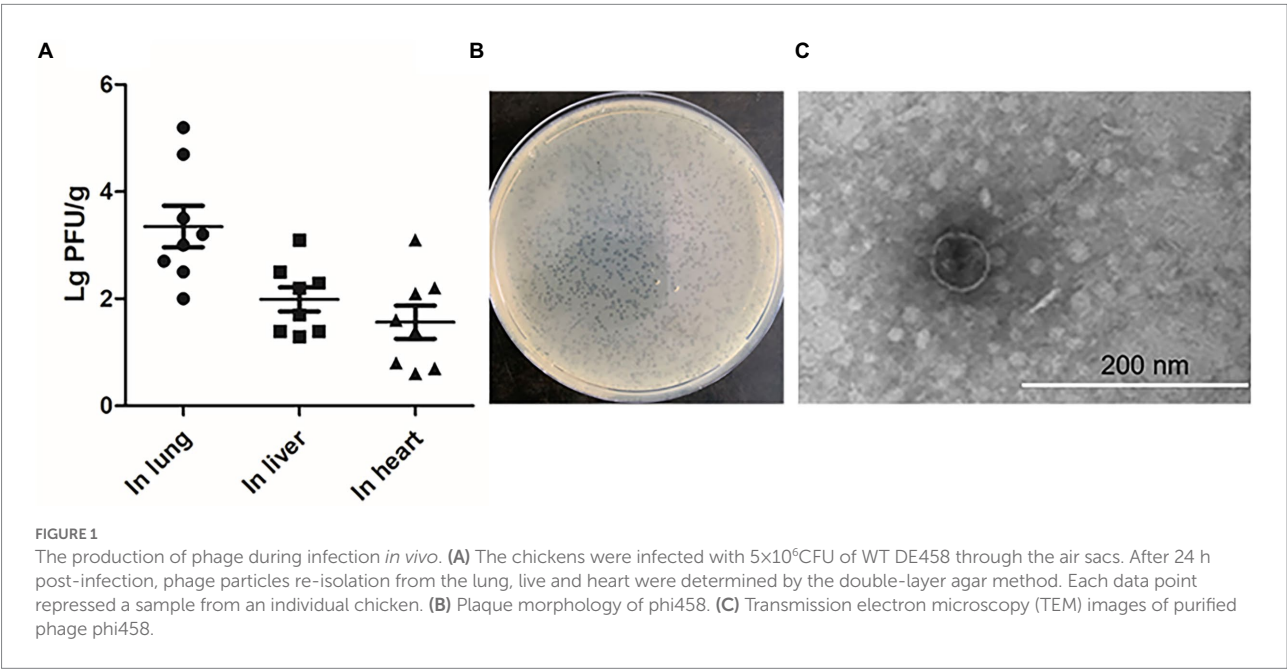 A
B
C
6
4
2
0
Lg PFU/g
In lung
In liver
In heart
200 nm
FIGURE 1
The production of phage during infection in vivo. (A) The chickens were infected with 5×10⁶CFU of WT DE458 through the air sacs. After 24 h
post-infection, phage particles re-isolation from the lung, live and heart were determined by the double-layer agar method. Each data point
repressed a sample from an individual chicken. (B) Plaque morphology of phi458. (C) Transmission electron microscopy (TEM) images of purified
phage phi458.